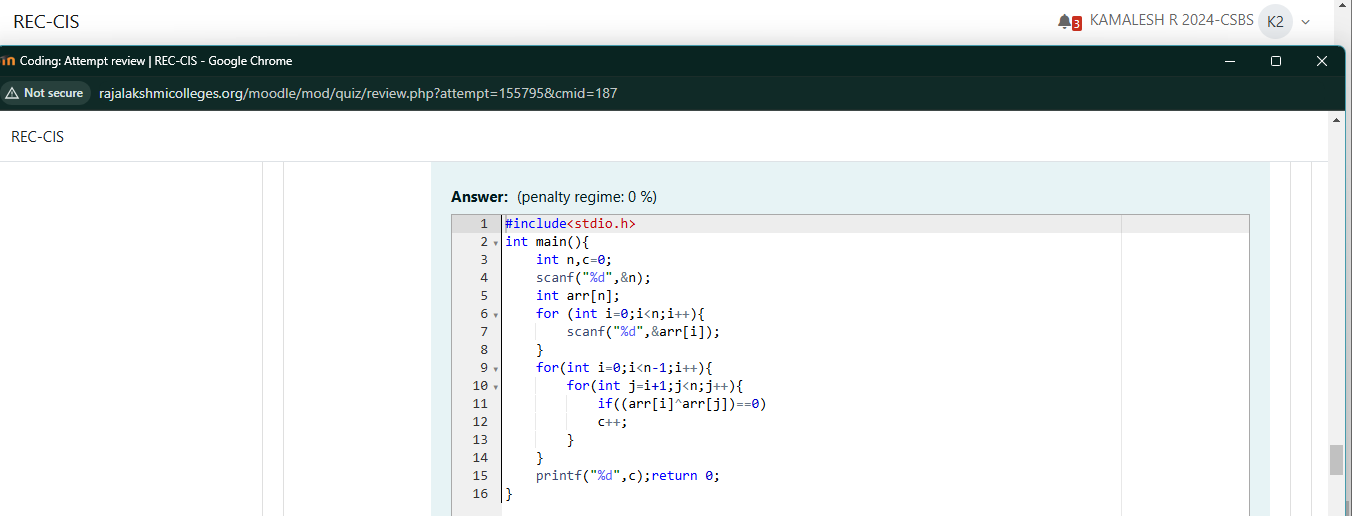 REC-CIS
3 KAMALESH R 2024-CSBS K2
Coding: Attempt review | REC-CIS - Google Chrome
Not secure rajalakshmicolleges.org/moodle/mod/quiz/review.php?attempt=155795&cmid=187
REC-CIS
Answer: (penalty regime: 0 %)
1 #include<stdio.h>
2 int main(){
3 int n,c=0;
4 scanf("%d",&n);
5 int arr[n];
6 for (int i=0;i<n;i++){
7 scanf("%d",&arr[i]);
8 }
9 for(int i=0;i<n-1;i++){
10 for(int j=i+1;j<n;j++){
11 if((arr[i]^arr[j])==0)
12 c++;
13 }
14 }
15 printf("%d",c);return 0;
16 }